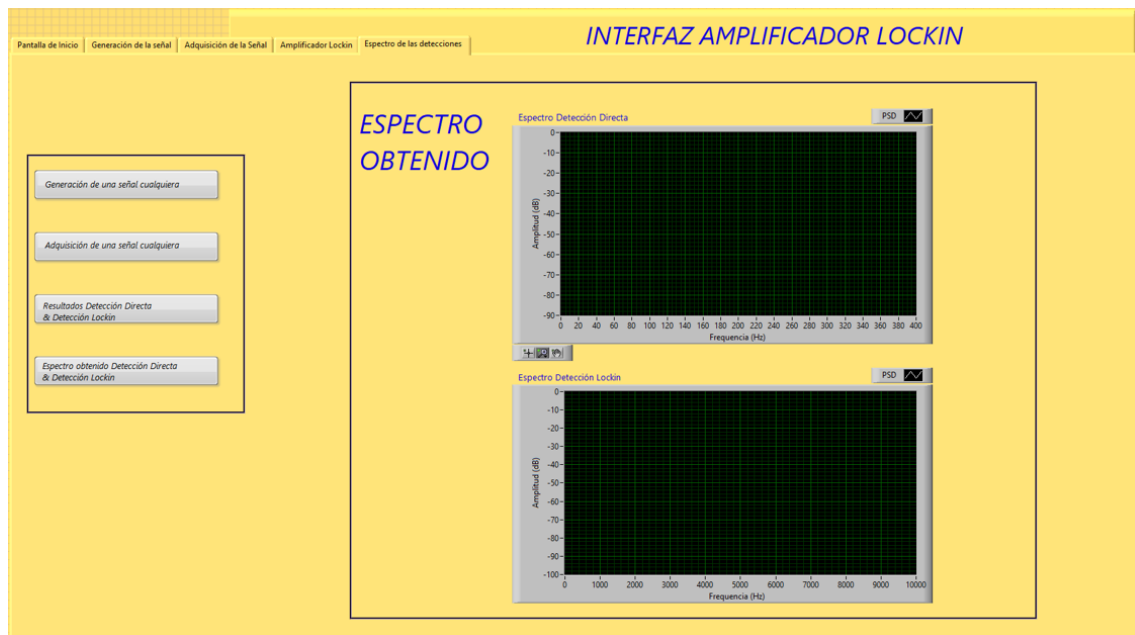 INTERFAZ AMPLIFICADOR LOCKIN
Pantalla de Inicio
Generación de la señal
Adquisición de la Señal
Amplificador Lockin
Espectro de las detecciones
Generación de una señal cualquiera
Adquisición de una señal cualquiera
Resultados Detección Directa
& Detección Lockin
Espectro obtenido Detección Directa
& Detección Lockin
ESPECTRO
OBTENIDO
Espectro Detección Directa
PSD
Amplitud (dB)
0
-10
-20
-30
-40
-50
-60
-70
-80
-90
0 20 40 60 80 100 120 140 160 180 200 220 240 260 280 300 320 340 360 380 400
Frequencia (Hz)
Espectro Detección Lockin
PSD
Amplitud (dB)
0
-10
-20
-30
-40
-50
-60
-70
-80
-90
-100
0 1000 2000 3000 4000 5000 6000 7000 8000 9000 10000
Frequencia (Hz)